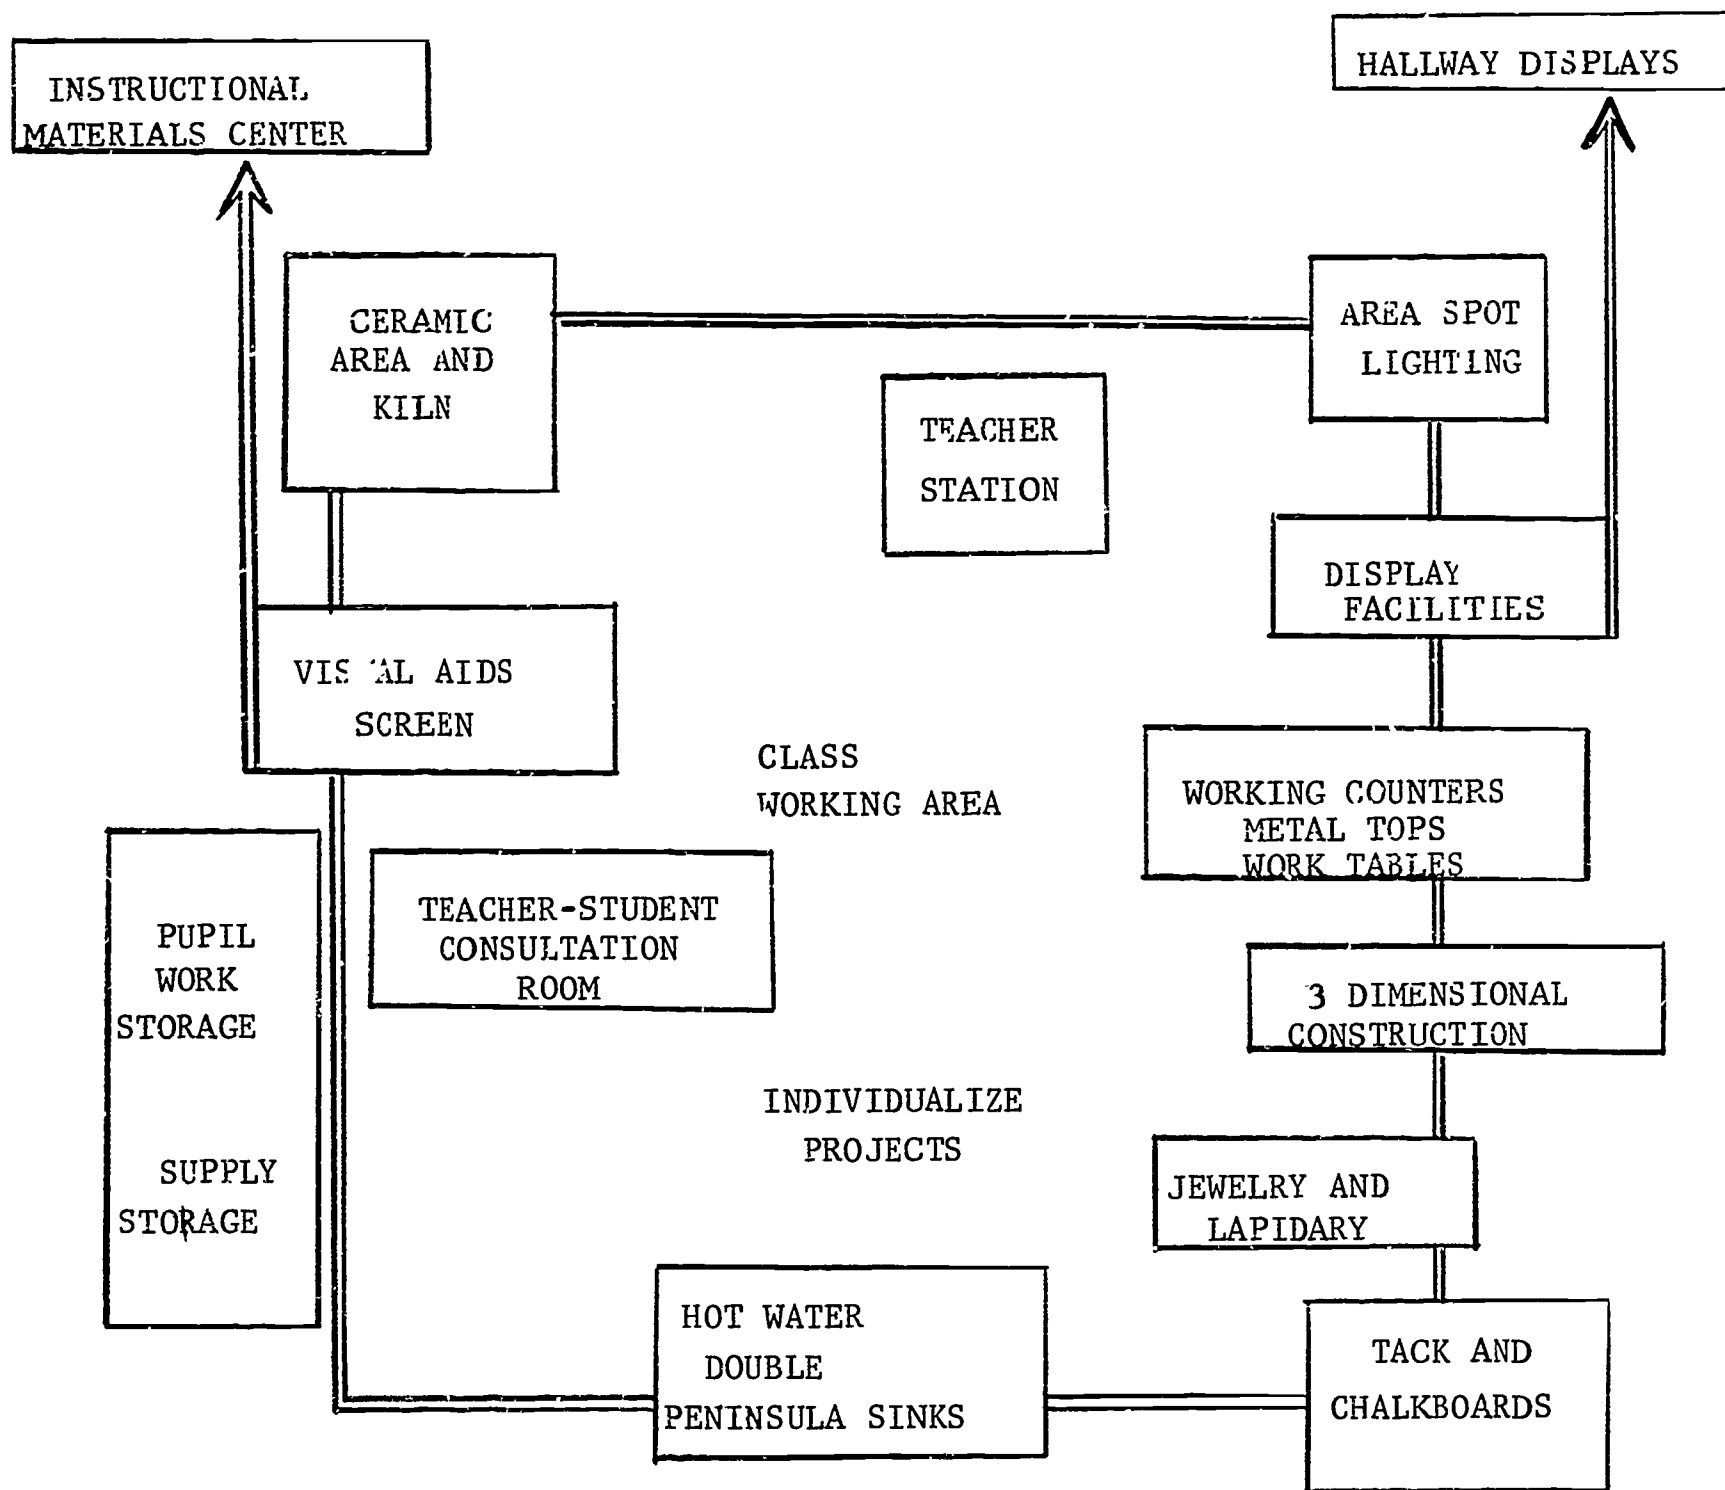 INSTRUCTIONAL
MATERIALS CENTER
HALLWAY DISPLAYS
CERAMIC
AREA AND
KILN
AREA SPOT
LIGHTING
TEACHER
STATION
DISPLAY
FACILITIES
VISUAL AIDS
SCREEN
CLASS
WORKING AREA
WORKING COUNTERS
METAL TOPS
WORK TABLES
PUPIL
WORK
STORAGE
TEACHER-STUDENT
CONSULTATION
ROOM
3 DIMENSIONAL
CONSTRUCTION
INDIVIDUALIZE
PROJECTS
SUPPLY
STORAGE
JEWELRY AND
LAPIDARY
HOT WATER
DOUBLE
PENINSULA SINKS
TACK AND
CHALKBOARDS